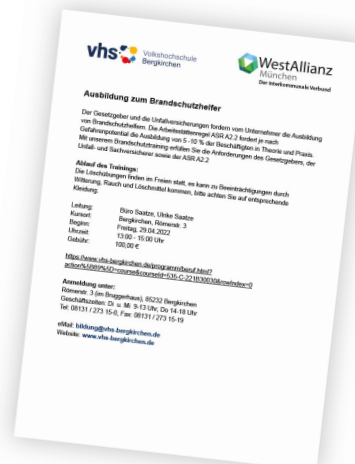 vhs
Volkshochschule
Bergkirchen
WestAllianz
München
Der interkommunale Verbund
Ausbildung zum Brandschutzhelfer
Der Gesetzgeber und die Unfallversicherungen fordern vom Unternehmer die Ausbildung
von Brandschutzhelfern. Die Arbeitsstättenregel ASR A2.2 fordert je nach
Gefahrenpotential die Ausbildung von 5 - 10 % der Beschäftigten in Theorie und Praxis.
Mit unserem Brandschutztraining erfüllen Sie die Anforderungen des Gesetzgebers, der
Unfall- und Sachversicherer sowie der ASR A2.2
Ablauf des Trainings:
Die Löschübungen finden im Freien statt, es kann zu Beeinträchtigungen durch
Witterung, Rauch und Löschmittel kommen, bitte achten Sie auf entsprechende
Kleidung.
Leitung: Büro Saatze, Ulrike Saatze
Kursort: Bergkirchen, Römerstr. 3
Beginn: Freitag, 29.04.2022
Uhrzeit: 13:00 - 15:00 Uhr
Gebühr: 100,00 €
https://www.vhs-bergkirchen.de/programm/beruf.html?
Anmeldung unter:
Römerstr. 3 (im Bruggerhaus), 85232 Bergkirchen
Geschäftszeiten: Di u. Mi 9-13 Uhr, Do 14-18 Uhr
Tel: 08131 / 273 15-0, Fax: 08131 / 273 15-19
eMail: bildung@vhs-bergkirchen.de
Website: www.vhs-bergkirchen.de